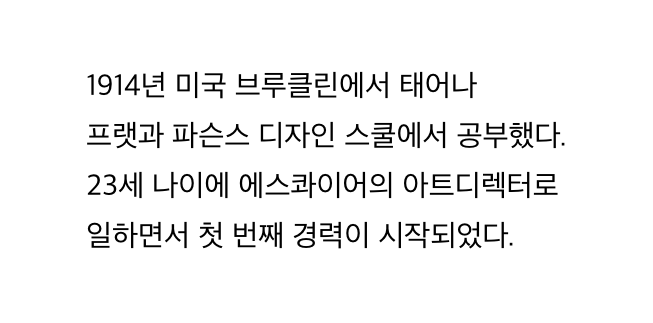 1914년 미국 브루클린에서 태어나
프랫과 파슨스 디자인 스쿨에서 공부했다.
23세 나이에 에스콰이어의 아트디렉터로
일하면서 첫 번째 경력이 시작되었다.